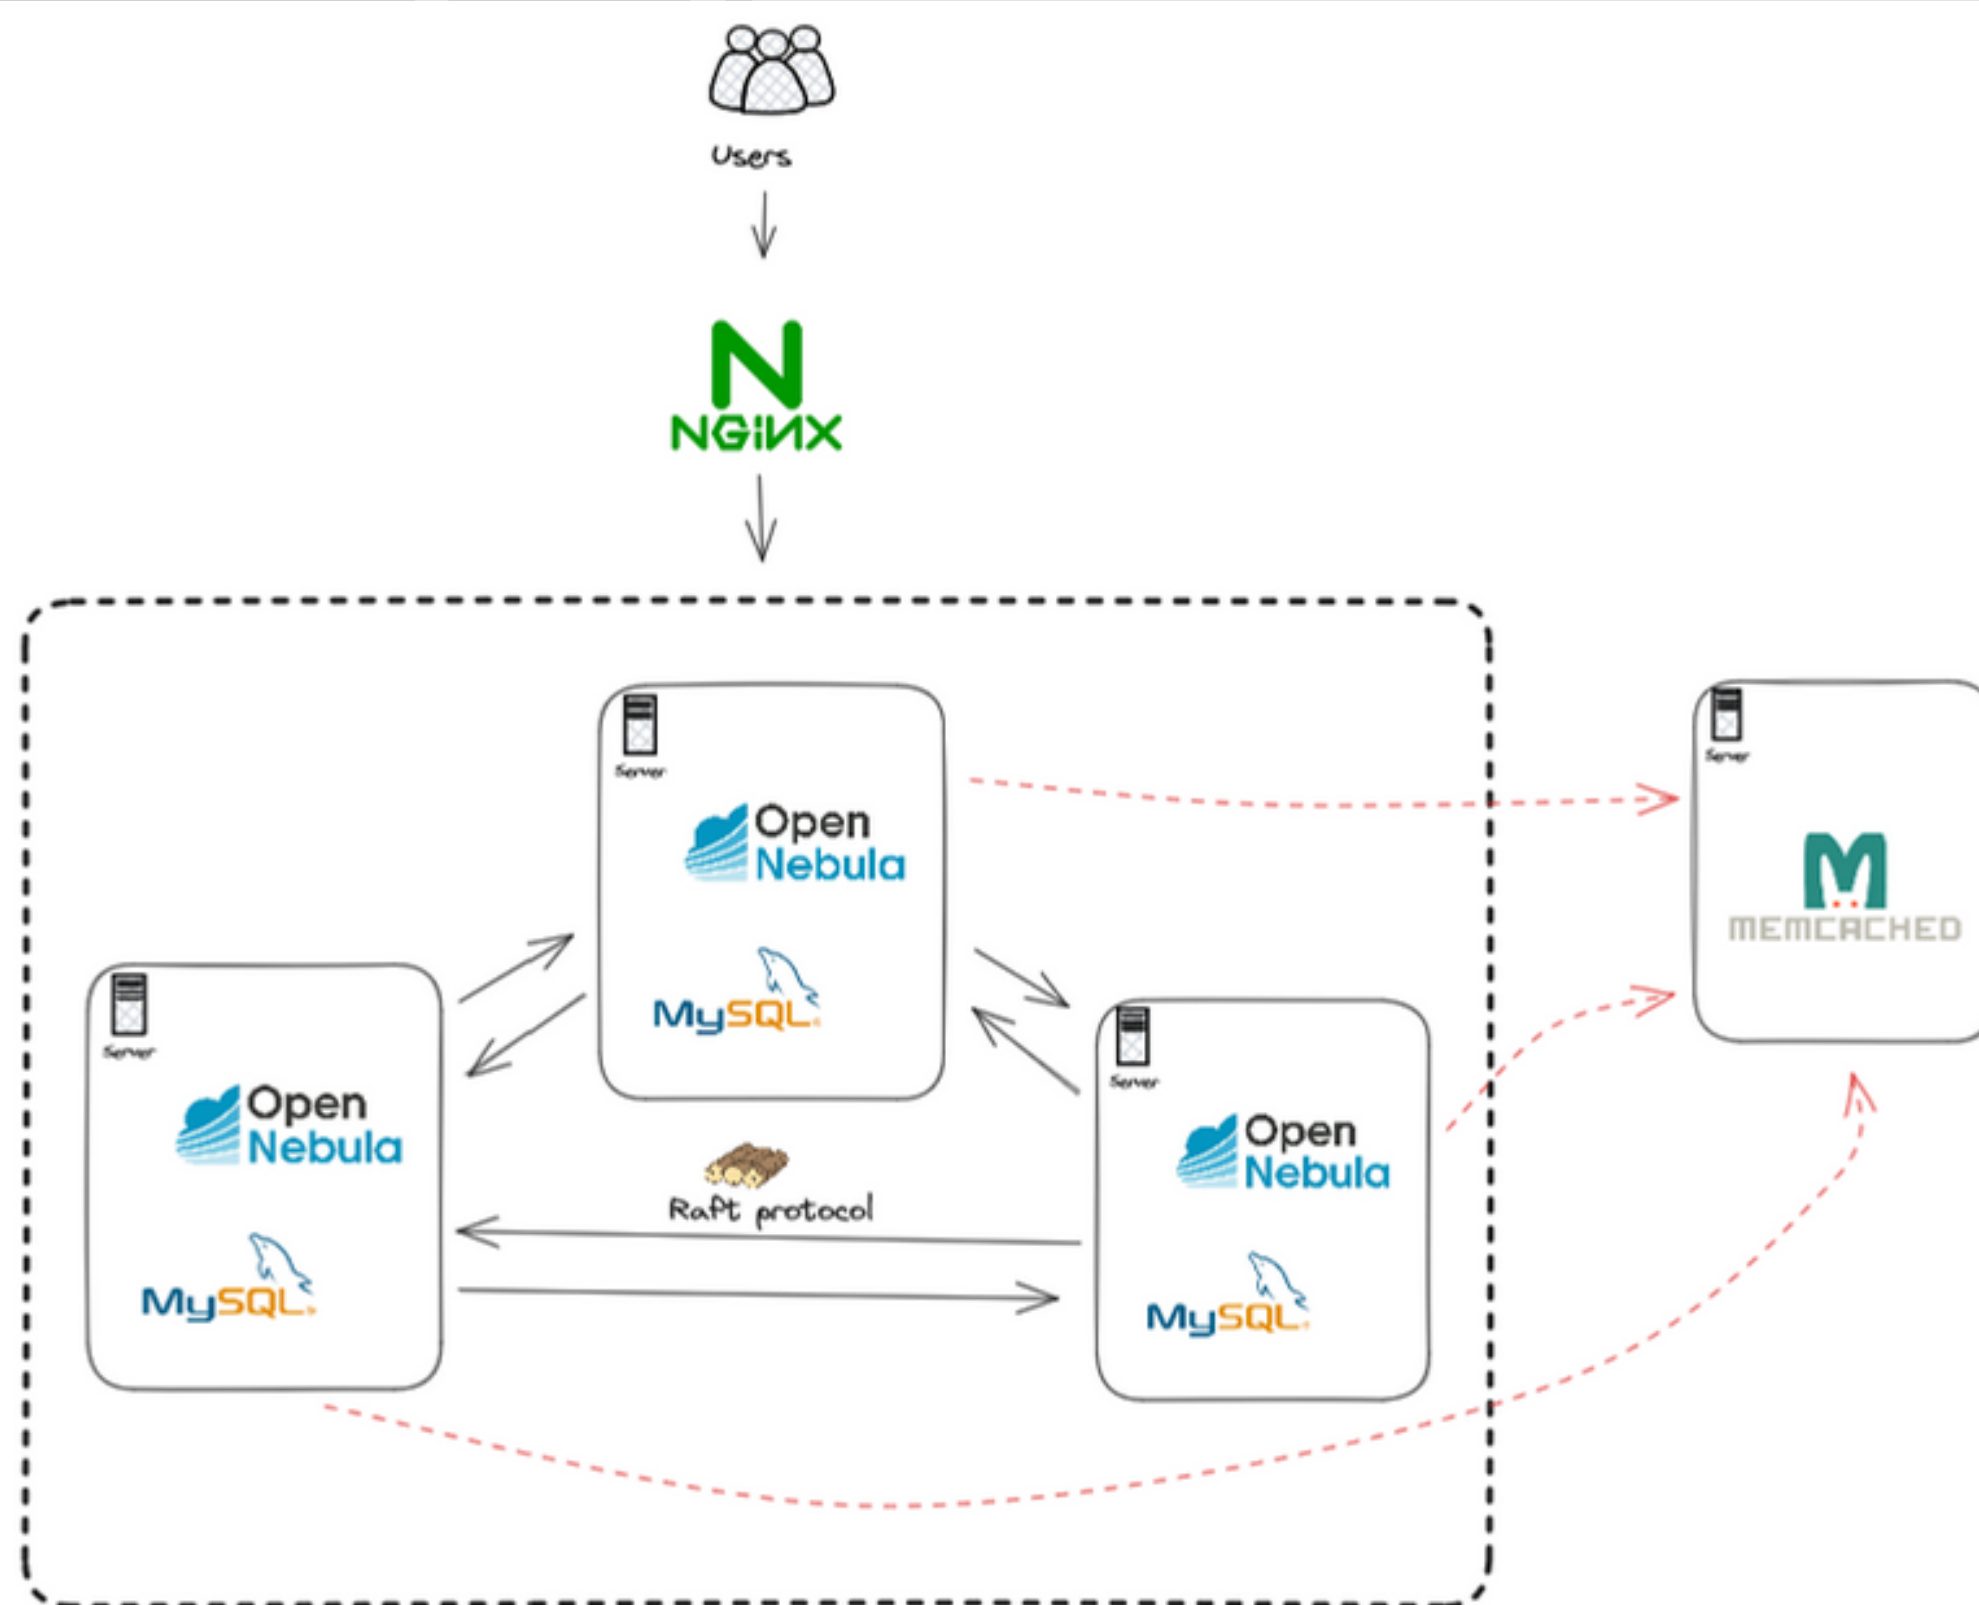 Users
N
NGiNX
Server
Open
Nebula
MySQL
Server
M
MEMCACHED
Server
Open
Nebula
MySQL
Server
Open
Nebula
MySQL
Raft protocol